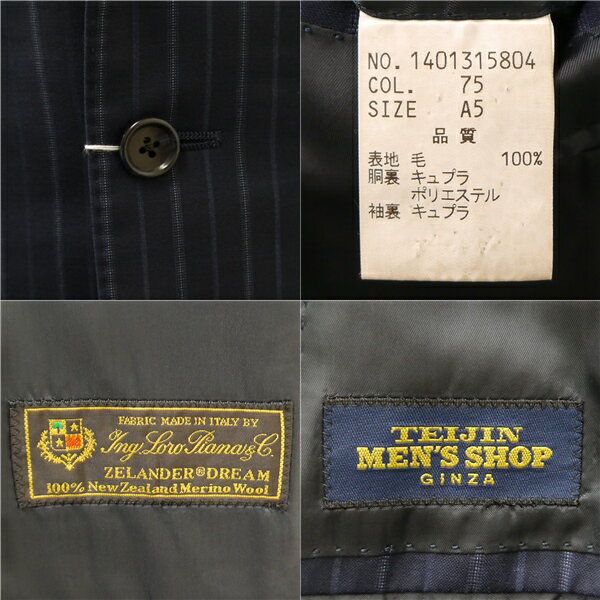 NO. 1401315804
COL. 75
SIZE A5
品質
表地 毛 100%
胴裏 キュプラ
ポリエステル
袖裏 キュプラ
FABRIC MADE IN ITALY BY
Ing. Loro Piana & C.
ZELANDER®DREAM
100% New Zealand Merino Wool
TEIJIN
MEN'S SHOP
GINZA